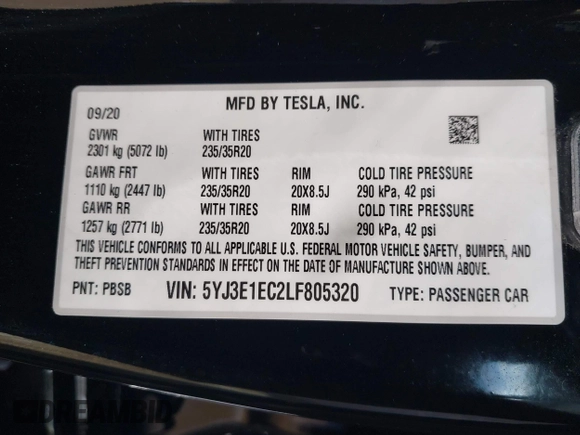 MFD BY TESLA, INC.
09/20
GVWR WITH TIRES
2301 kg (5072 lb) 235/35R20
GAWR FRT WITH TIRES RIM COLD TIRE PRESSURE
1110 kg (2447 lb) 235/35R20 20X8.5J 290 kPa, 42 psi
GAWR RR WITH TIRES RIM COLD TIRE PRESSURE
1257 kg (2771 lb) 235/35R20 20X8.5J 290 kPa, 42 psi
THIS VEHICLE CONFORMS TO ALL APPLICABLE U.S. FEDERAL MOTOR VEHICLE SAFETY, BUMPER, AND
THEFT PREVENTION STANDARDS IN EFFECT ON THE DATE OF MANUFACTURE SHOWN ABOVE.
PNT: PBSB VIN: 5YJ3E1EC2LF805320 TYPE: PASSENGER CAR
DREAMBID